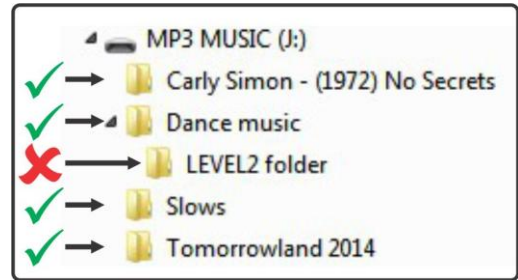 MP3 MUSIC (J:)
Carly Simon - (1972) No Secrets
Dance music
LEVEL2 folder
Slows
Tomorrowland 2014